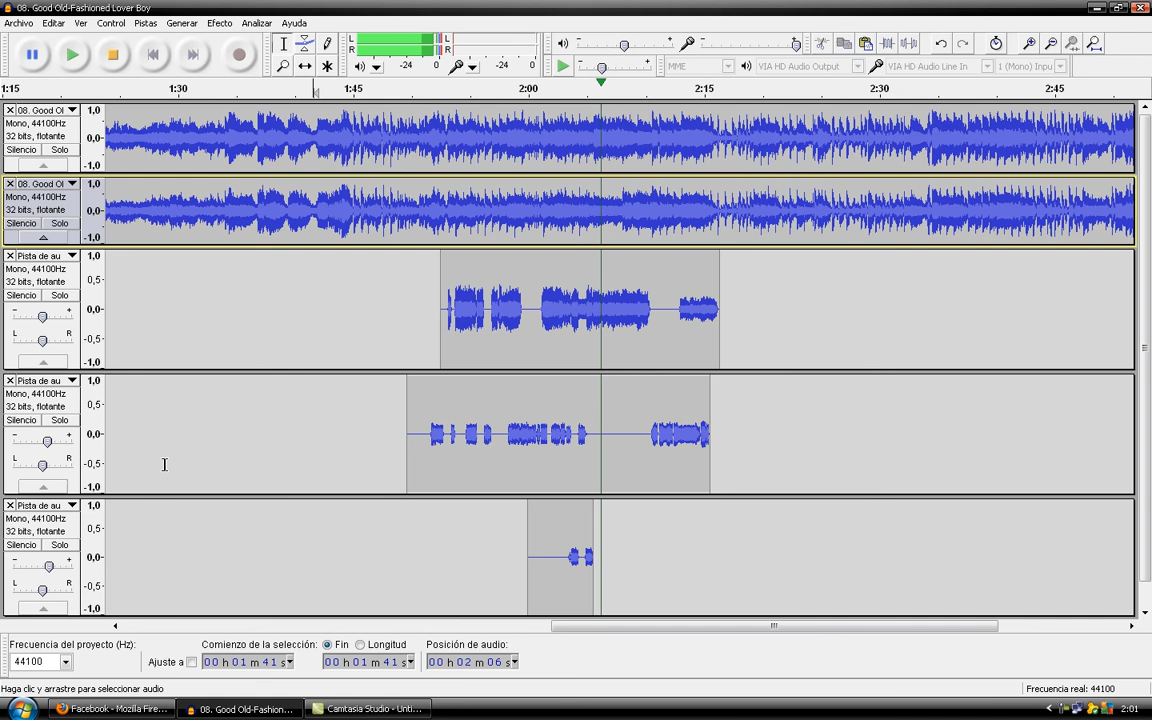 08. Good Old-Fashioned Lover Boy
Archivo Editar Ver Control Pistas Generar Efecto Analizar Ayuda
L
R
-24 0
L
R
-24 0
MME VIA HD Audio Output VIA HD Audio Line In 1 (Mono) Inpu
1:15 1:30 1:45 2:00 2:15 2:30 2:45
08. Good Ol
Mono, 44100Hz
32 bits, flotante
Silencio Solo
1,0
0,0
-1,0
08. Good Ol
Mono, 44100Hz
32 bits, flotante
Silencio Solo
1,0
0,0
-1,0
Pista de au
Mono, 44100Hz
32 bits, flotante
Silencio Solo
- +
L R
1,0
0,5
0,0
-0,5
-1,0
Pista de au
Mono, 44100Hz
32 bits, flotante
Silencio Solo
- +
L R
1,0
0,5
0,0
-0,5
-1,0
Pista de au
Mono, 44100Hz
32 bits, flotante
Silencio Solo
- +
L R
1,0
0,5
0,0
-0,5
-1,0
Frecuencia del proyecto (Hz): Comienzo de la selección: Fin Longitud Posición de audio:
44100 Ajuste a 00 h 01 m 41 s 00 h 01 m 41 s 00 h 02 m 06 s
Haga clic y arrastre para seleccionar audio Frecuencia real: 44100
Facebook - Mozilla Fire... 08. Good Old-Fashion... Camtasia Studio - Unti... 2:01